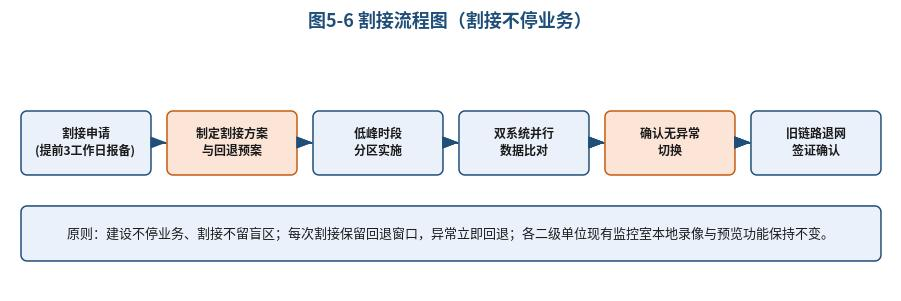 图5-6 割接流程图（割接不停业务）
割接申请
(提前3工作日报备)
制定割接方案
与回退预案
低峰时段
分区实施
双系统并行
数据比对
确认无异常
切换
旧链路退网
签证确认
原则：建设不停业务、割接不留盲区；每次割接保留回退窗口，异常立即回退；各二级单位现有监控室本地录像与预览功能保持不变。